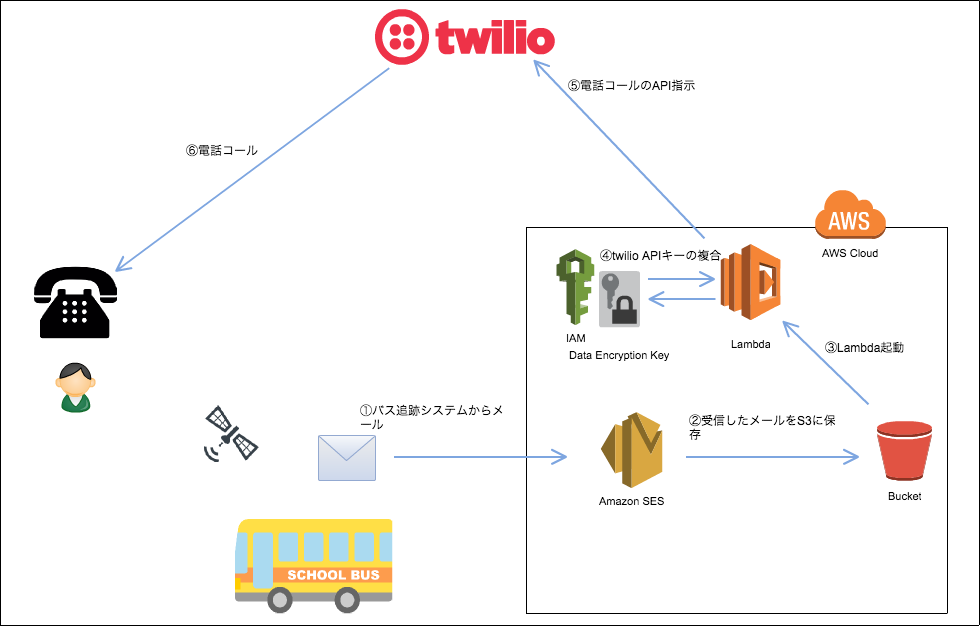 twilio
⑤電話コールのAPI指示
⑥電話コール
AWS
AWS Cloud
④twilio APIキーの複合
IAM
Data Encryption Key
Lambda
③Lambda起動
①バス追跡システムからメ
ール
②受信したメールをS3に保
存
Amazon SES
Bucket
SCHOOL BUS